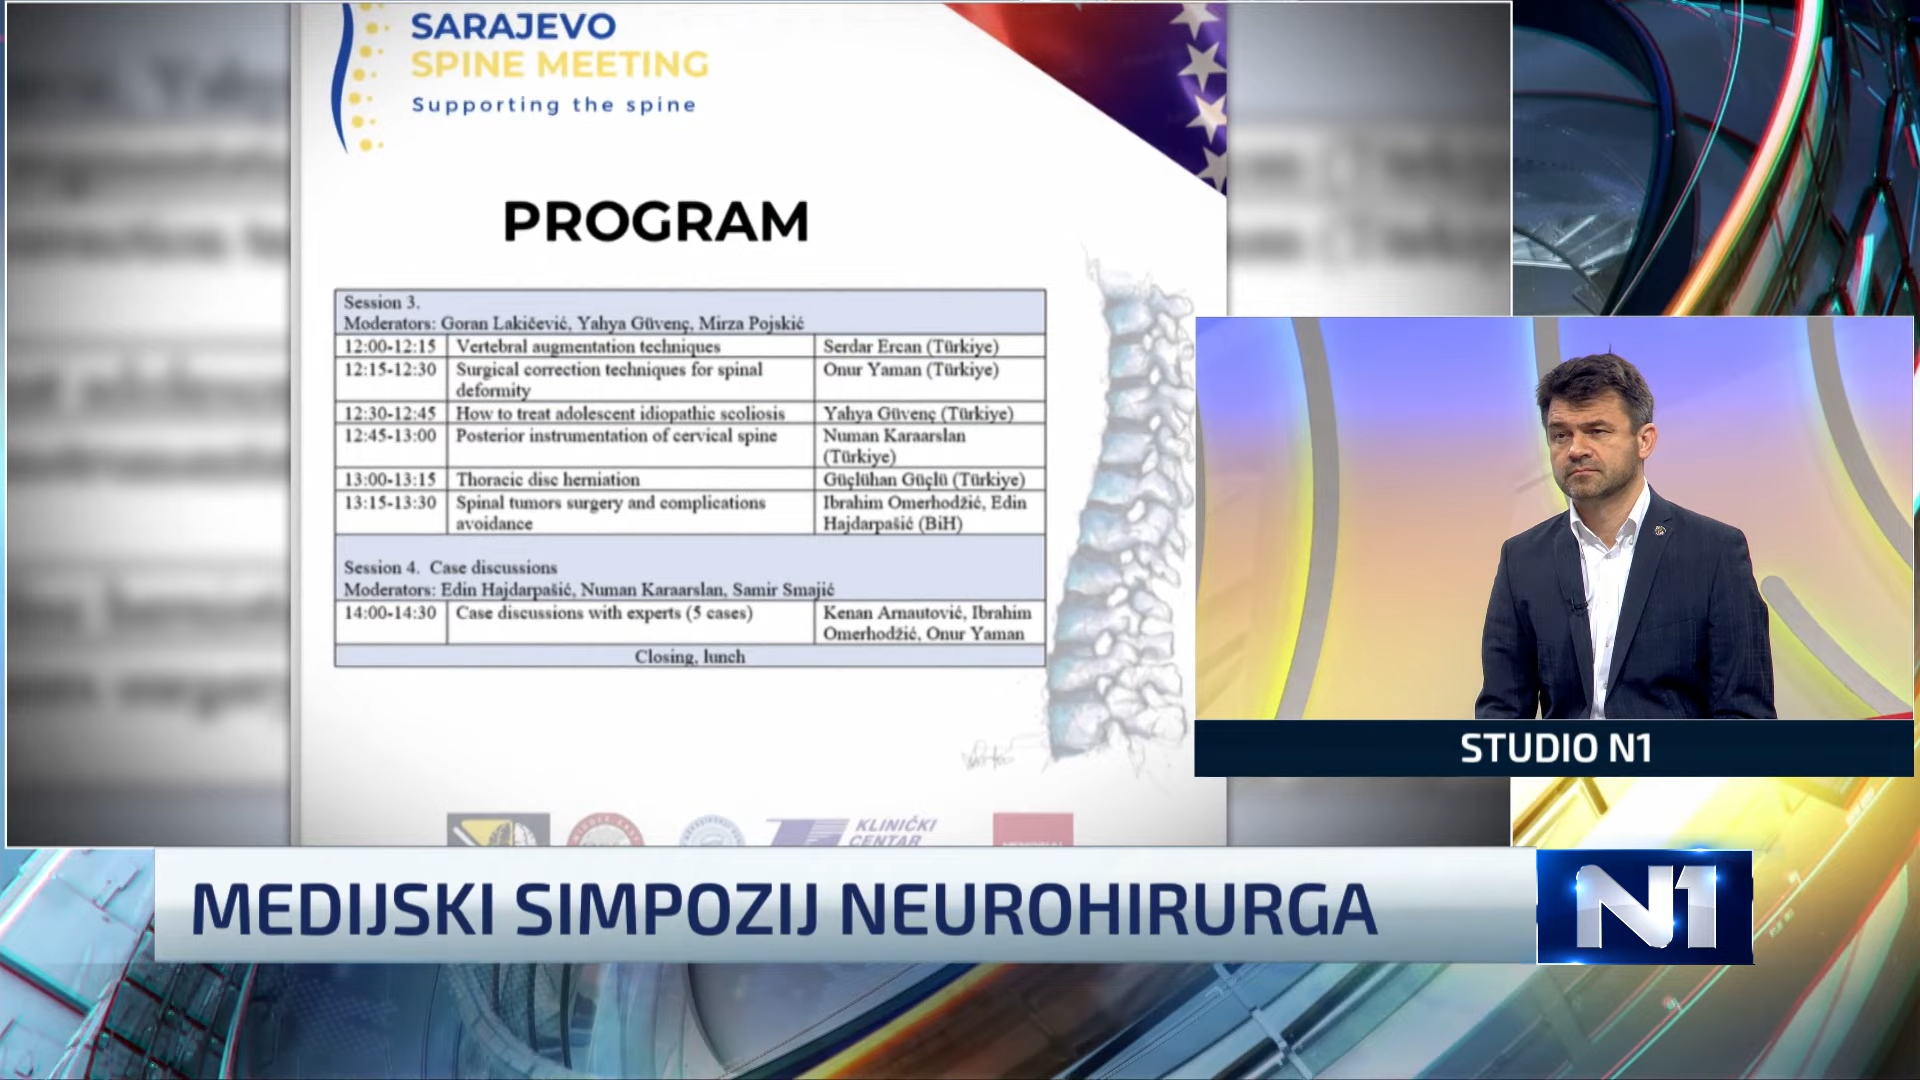 SARAJEVO
SPINE MEETING
Supporting the spine
PROGRAM
Session 3.
Moderators: Goran Lakičević, Yahya Güvenç, Mirza Pojskić
12:00-12:15 Vertebral augmentation techniques Serdar Ercan (Türkiye)
12:15-12:30 Surgical correction techniques for spinal deformity Onur Yaman (Türkiye)
12:30-12:45 How to treat adolescent idiopathic scoliosis Yahya Güvenç (Türkiye)
12:45-13:00 Posterior instrumentation of cervical spine Numan Karaarslan (Türkiye)
13:00-13:15 Thoracic disc herniation Güçlühan Güçlü (Türkiye)
13:15-13:30 Spinal tumors surgery and complications avoidance Ibrahim Omerhodžić, Edin Hajdarpašić (BiH)
Session 4. Case discussions
Moderators: Edin Hajdarpašić, Numan Karaarslan, Samir Smajić
14:00-14:30 Case discussions with experts (5 cases) Kenan Arnautović, Ibrahim Omerhodžić, Onur Yaman
Closing, lunch
KLINIČKI
CENTAR
STUDIO N1
MEDIJSKI SIMPOZIJ NEUROHIRURGA
N1